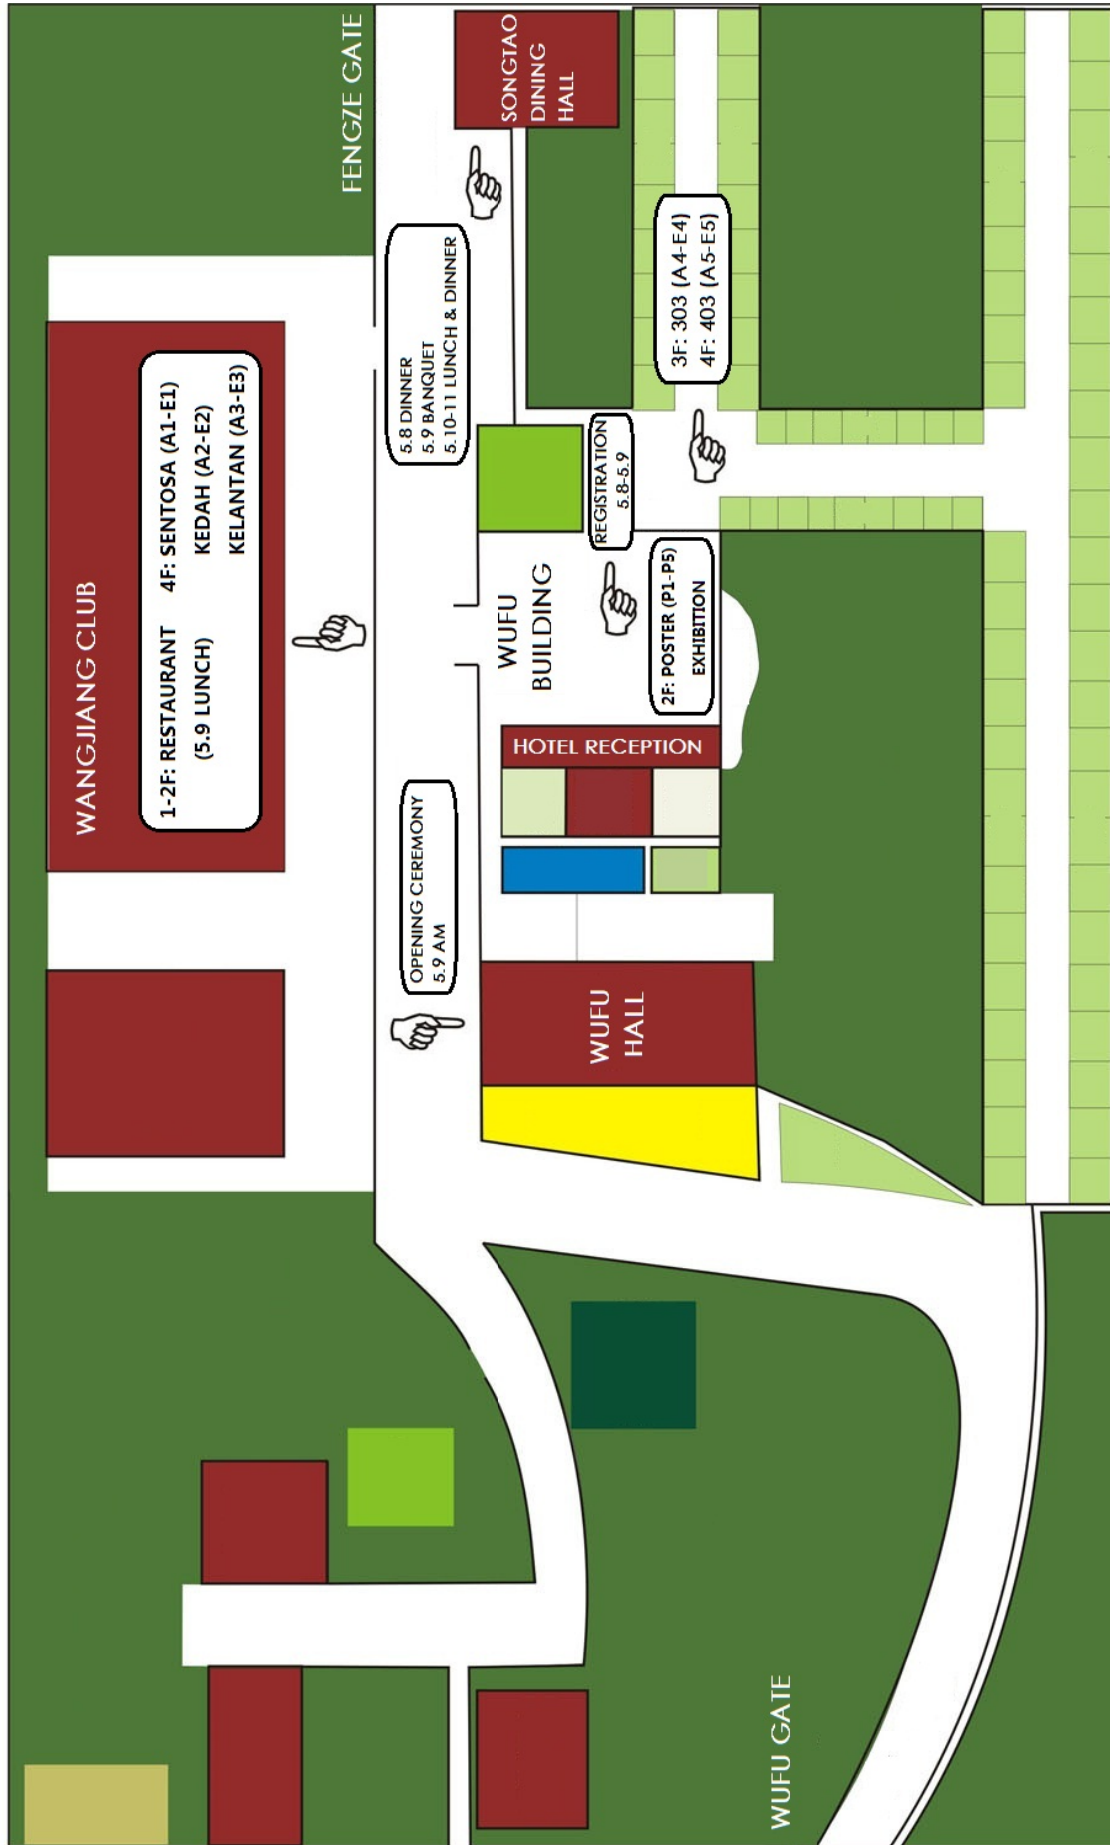 WANGJIANG CLUB
1-2F: RESTAURANT 4F: SENTOSA (A1-E1)
(5.9 LUNCH) KEDAH (A2-E2)
KELANTAN (A3-E3)
FENGZE GATE
OPENING CEREMONY
5.9 AM
5.8 DINNER
5.9 BANQUET
5.10-11 LUNCH & DINNER
SONGTAO
DINING
HALL
WUFU
BUILDING
HOTEL RECEPTION
REGISTRATION
5.8-5.9
WUFU
HALL
2F: POSTER (P1-P5)
EXHIBITION
3F: 303 (A4-E4)
4F: 403 (A5-E5)
WUFU GATE